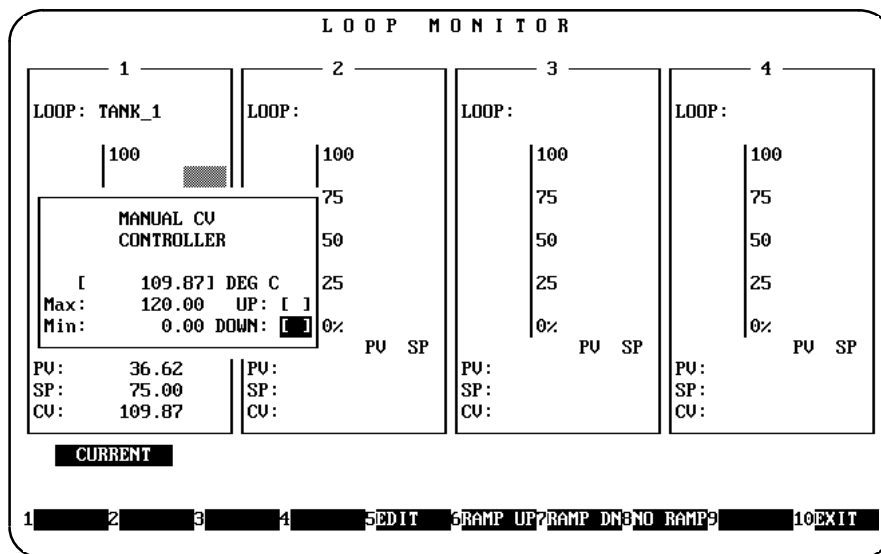 LOOP MONITOR
1 2 3 4
LOOP: TANK_1 LOOP: LOOP: LOOP:
100 100 100 100
75 75 75
MANUAL CV
CONTROLLER
50 50 50
[ 109.87] DEG C
25 25 25
Max: 120.00 UP: [ ]
Min: 0.00 DOWN: [ ]
0% 0% 0%
PV SP PV SP PV SP
PV: 36.62 PV: PV: PV:
SP: 75.00 SP: SP: SP:
CV: 109.87 CV: CV: CV:
CURRENT
1 2 3 4 5EDIT 6RAMP UP 7RAMP DN 8NO RAMP 9 10EXIT